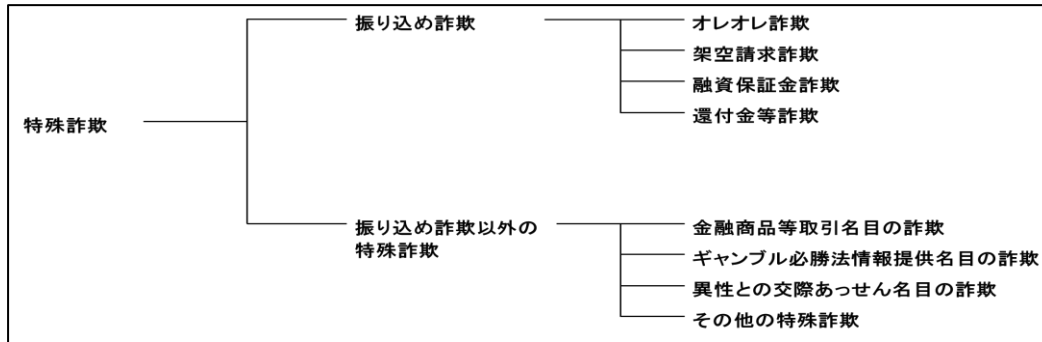 振り込め詐欺
オレオレ詐欺
架空請求詐欺
融資保証金詐欺
還付金等詐欺
特殊詐欺
振り込め詐欺以外の
特殊詐欺
金融商品等取引名目の詐欺
ギャンブル必勝法情報提供名目の詐欺
異性との交際あっせん名目の詐欺
その他の特殊詐欺